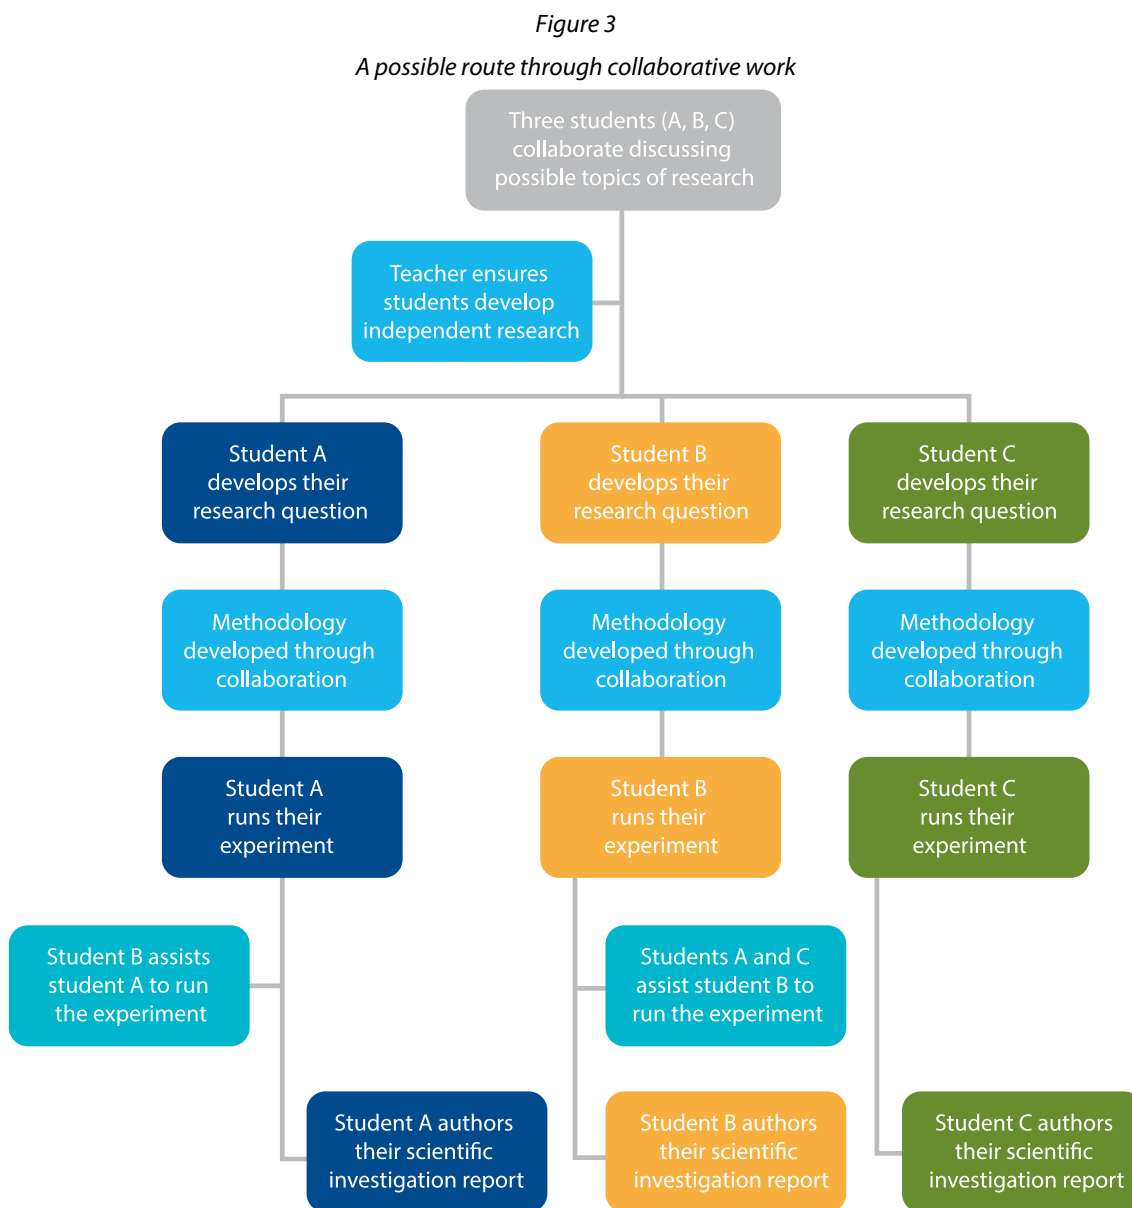 Figure 3
A possible route through collaborative work
Three students (A, B, C)
collaborate discussing
possible topics of research
Teacher ensures
students develop
independent research
Student A
develops their
research question
Student B
develops their
research question
Student C
develops their
research question
Methodology
developed through
collaboration
Methodology
developed through
collaboration
Methodology
developed through
collaboration
Student A
runs their
experiment
Student B
runs their
experiment
Student C
runs their
experiment
Student B assists
student A to run
the experiment
Students A and C
assist student B to
run the experiment
Student A authors
their scientific
investigation report
Student B authors
their scientific
investigation report
Student C authors
their scientific
investigation report